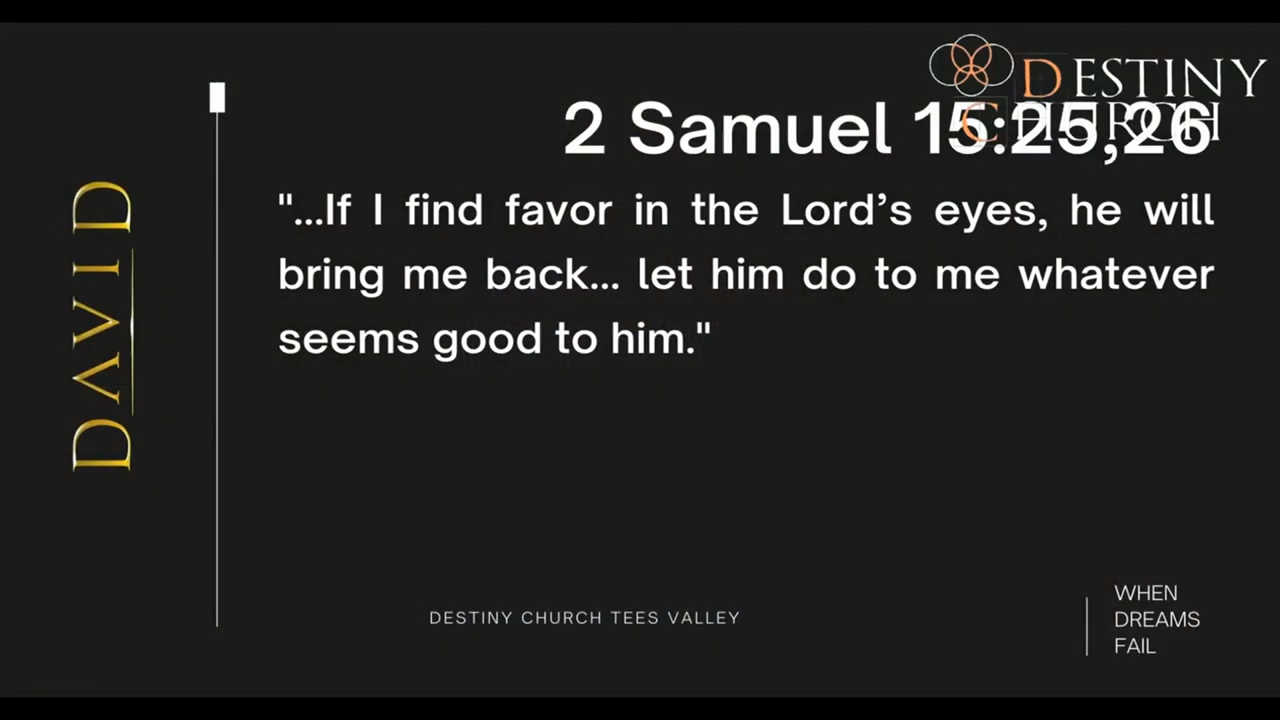 DESTINY
CHURCH
2 Samuel 15:25,26
"...If I find favor in the Lord’s eyes, he will
bring me back... let him do to me whatever
seems good to him."
DAVID
DESTINY CHURCH TEES VALLEY
WHEN
DREAMS
FAIL